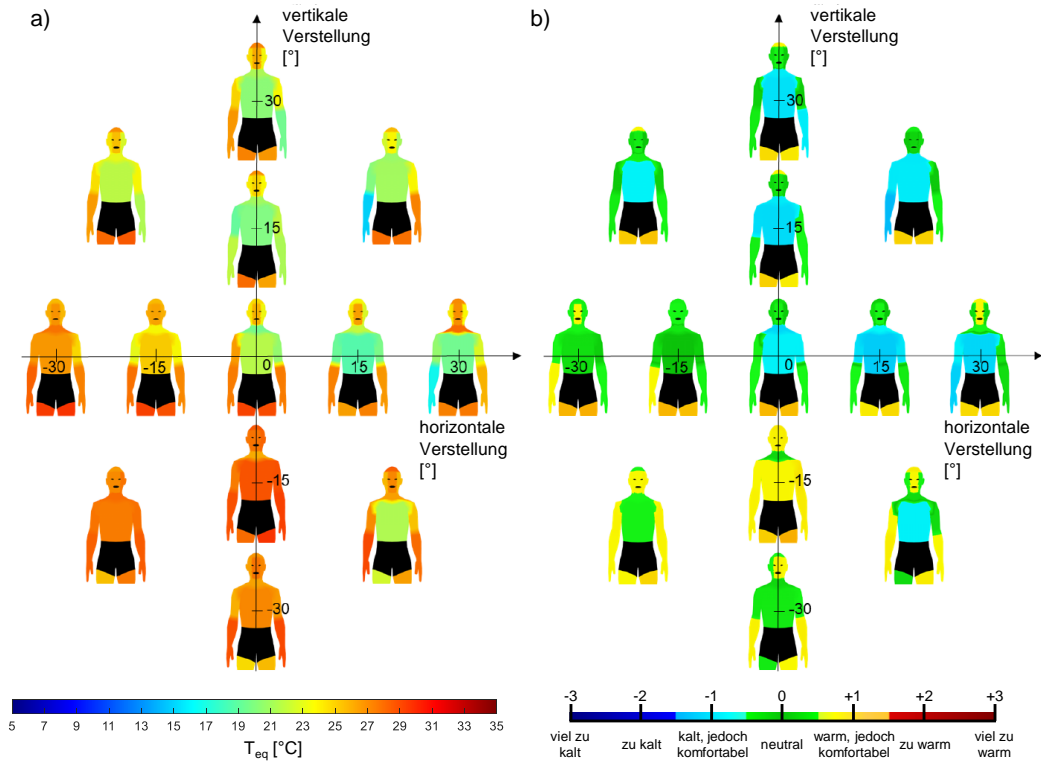 a)
vertikale
Verstellung
[°]
30
15
-30
-15
0
15
30
horizontale
Verstellung
[°]
-15
-30
5 7 9 11 13 15 17 19 21 23 25 27 29 31 33 35
T_eq [°C]
b)
vertikale
Verstellung
[°]
30
15
-30
-15
0
15
30
horizontale
Verstellung
[°]
-15
-30
-3 -2 -1 0 +1 +2 +3
viel zu kalt
zu kalt
kalt, jedoch komfortabel
neutral
warm, jedoch komfortabel
zu warm
viel zu warm